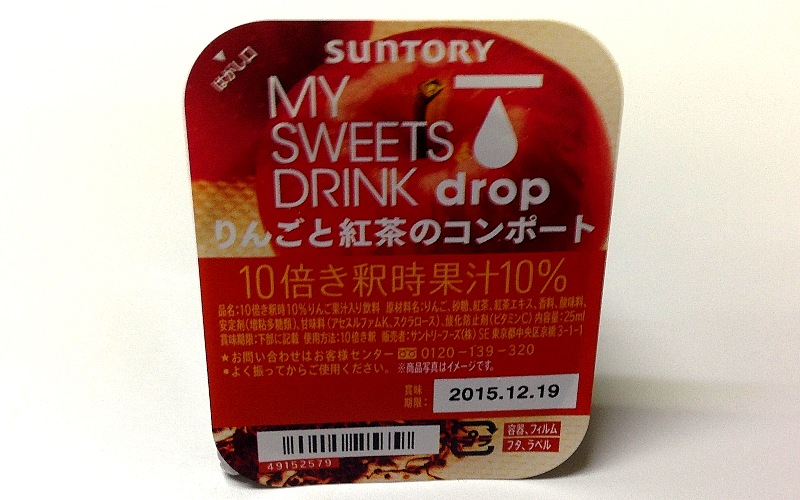 はがし口
SUNTORY
MY
SWEETS
DRINK drop
りんごと紅茶のコンポート
10倍き釈時果汁10%
品名:10倍き釈時10%りんご果汁入り飲料 原材料名:りんご、砂糖、紅茶、紅茶エキス、香料、酸味料、
安定剤(増粘多糖類)、甘味料(アセスルファムK、スクラロース)、酸化防止剤(ビタミンC) 内容量:25ml
賞味期限:下部に記載 使用方法:10倍き釈 販売者:サントリーフーズ(株)SE 東京都中央区京橋3-1-1
★お問い合わせはお客様センター 0120-139-320
●よく振ってからご使用ください。 ※商品写真はイメージです。
賞味
期限: 2015.12.19
49152579
プラ
容器、フィルム
フタ、ラベル